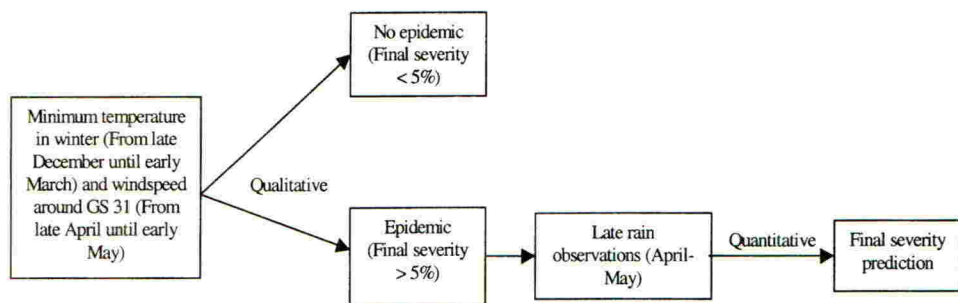 No epidemic
(Final severity
< 5%)
Minimum temperature
in winter (From late
December until early
March) and windspeed
around GS 31 (From
late April until early
May)
Qualitative
Epidemic
(Final severity
> 5%)
Late rain
observations (April-
May)
Quantitative
Final severity
prediction